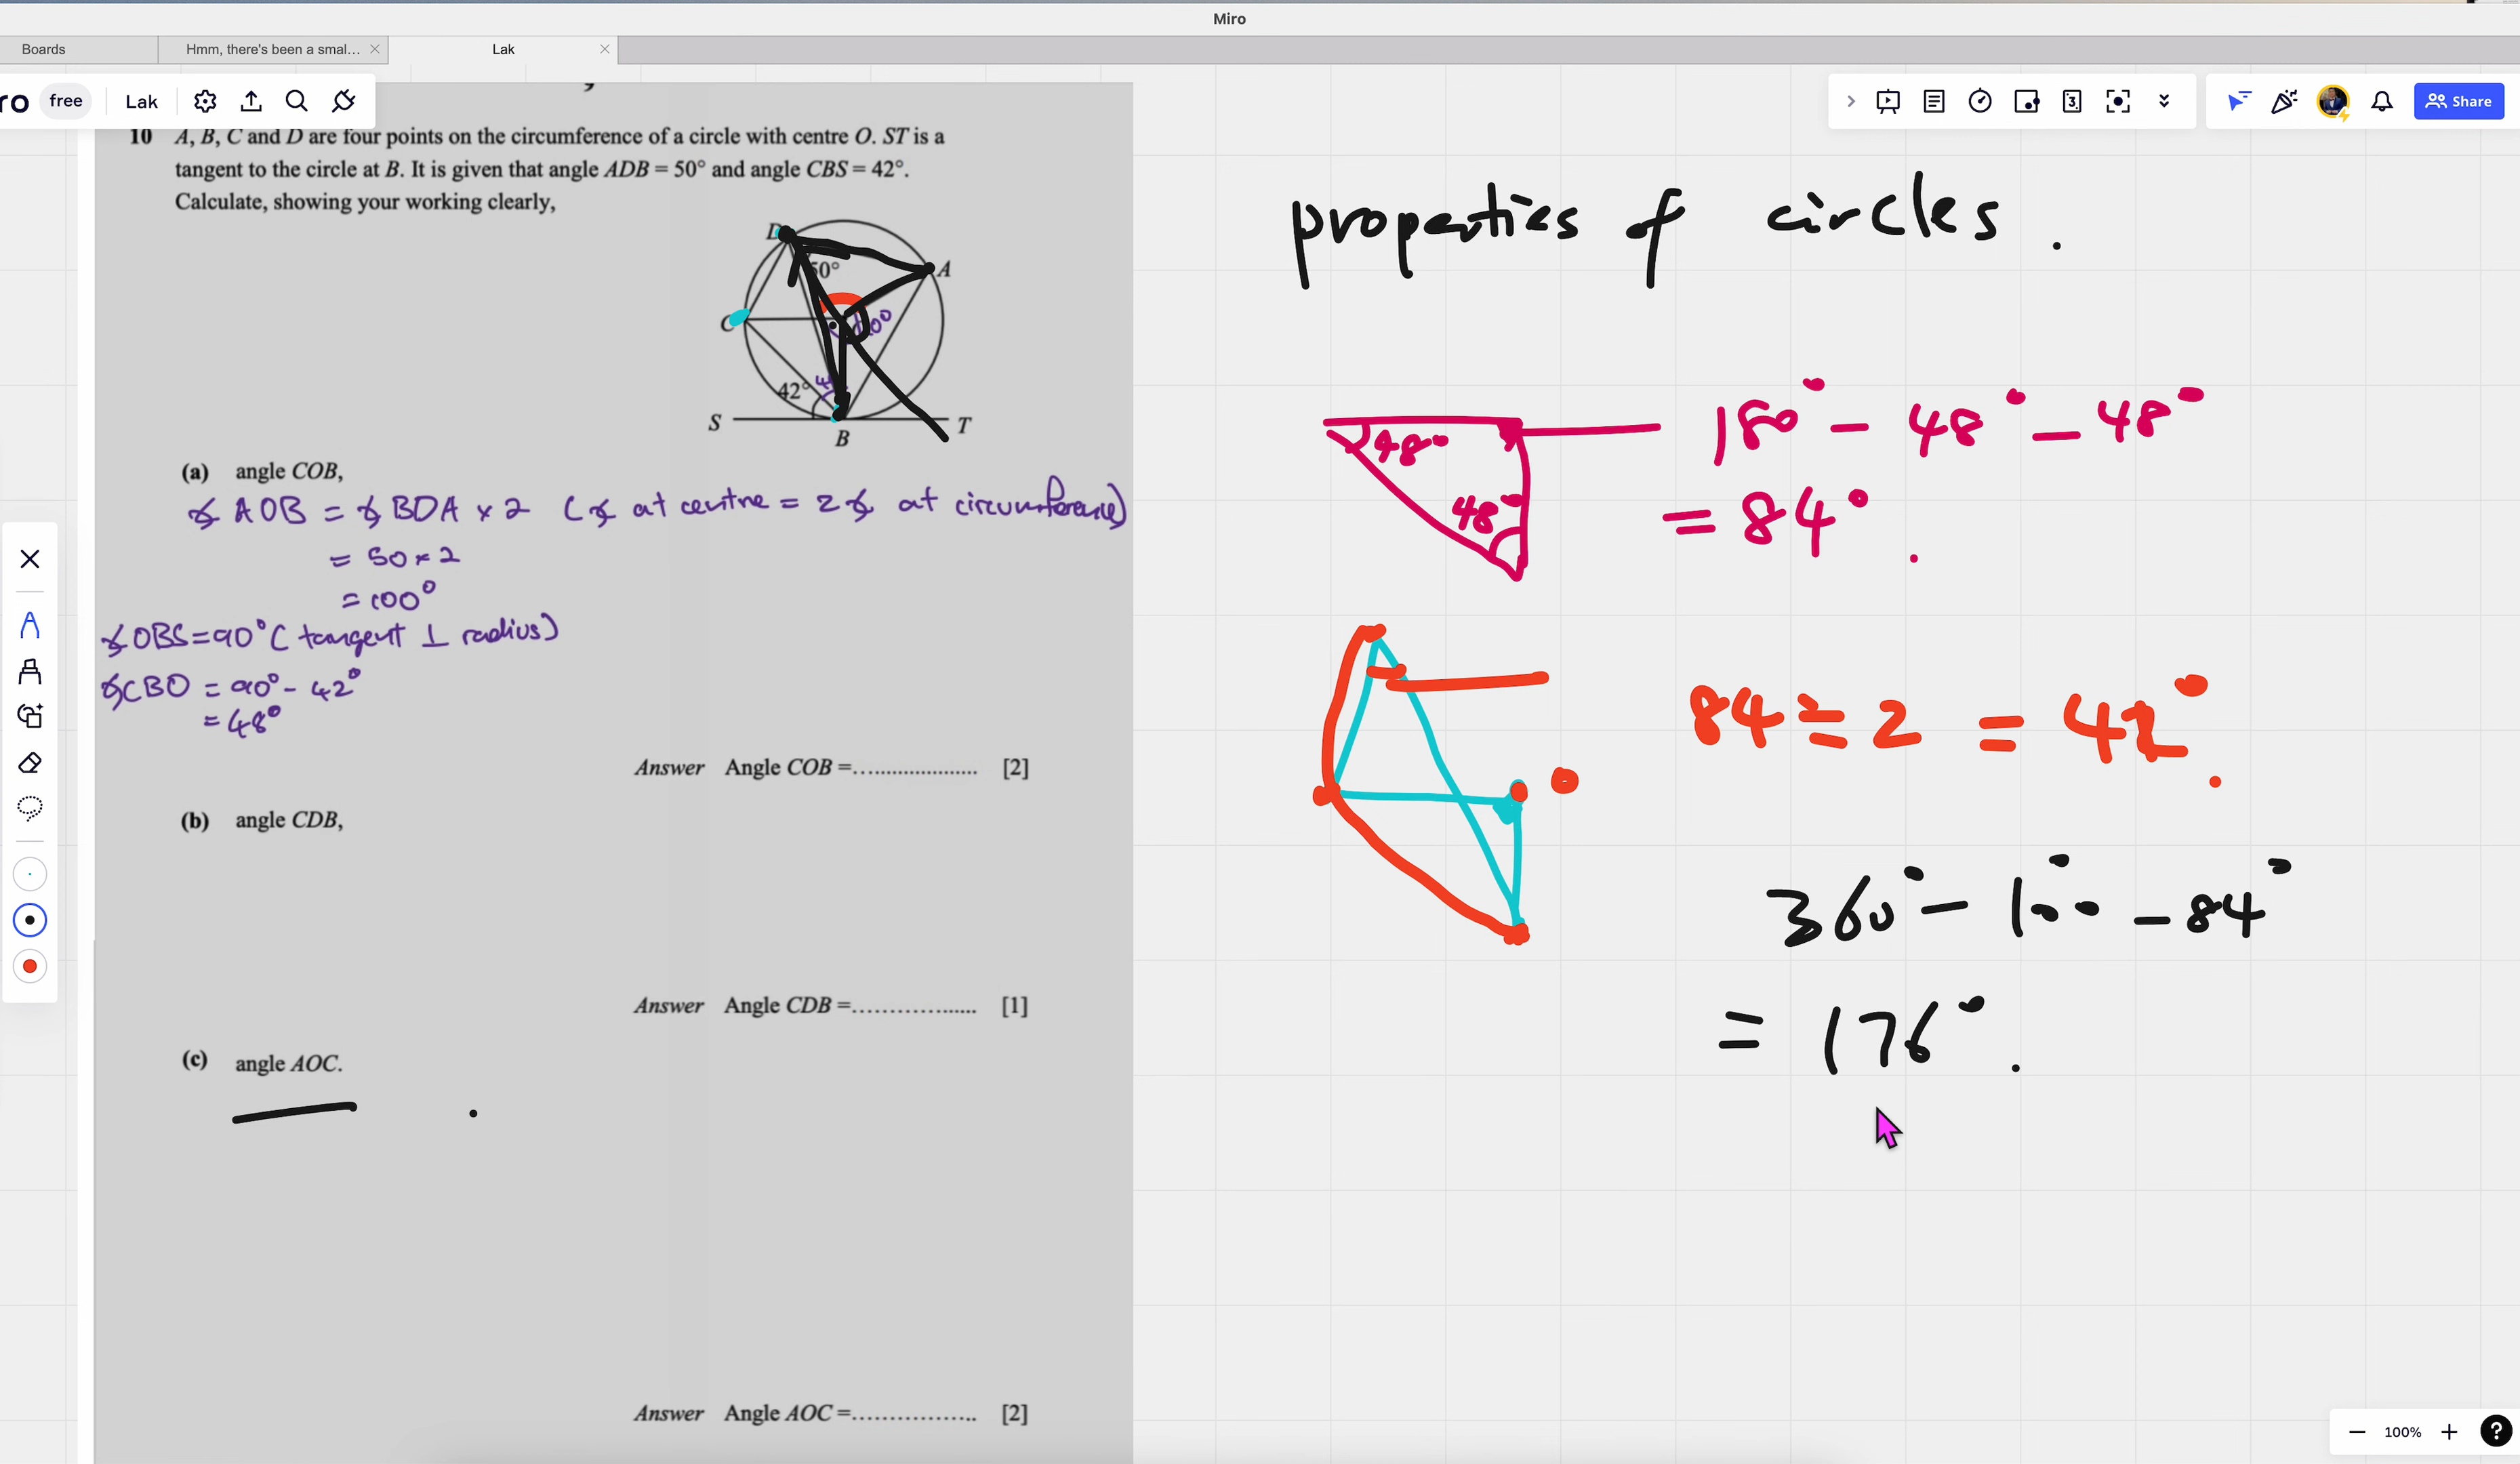 Miro
Boards
Hmm, there's been a smal...
Lak
ro free Lak
Share
10 A, B, C and D are four points on the circumference of a circle with centre O. ST is a
tangent to the circle at B. It is given that angle ADB = 50° and angle CBS = 42°.
Calculate, showing your working clearly,
D
50°
A
C
100°
42°
S
B
T
(a) angle COB,
∡ AOB = ∡ BDA × 2 (∡ at centre = 2 ∡ at circumference)
= 50 × 2
= 100°
∡OBS = 90° (tangent ⊥ radius)
∡CBO = 90° - 42°
= 48°
Answer Angle COB =...................... [2]
(b) angle CDB,
Answer Angle CDB =.................... [1]
(c) angle AOC.
Answer Angle AOC =.................. [2]
properties of circles.
48°
48°
180° - 48° - 48°
= 84°.
84 ÷ 2 = 42°.
O
360° - 100° - 84°
= 176°.
100%